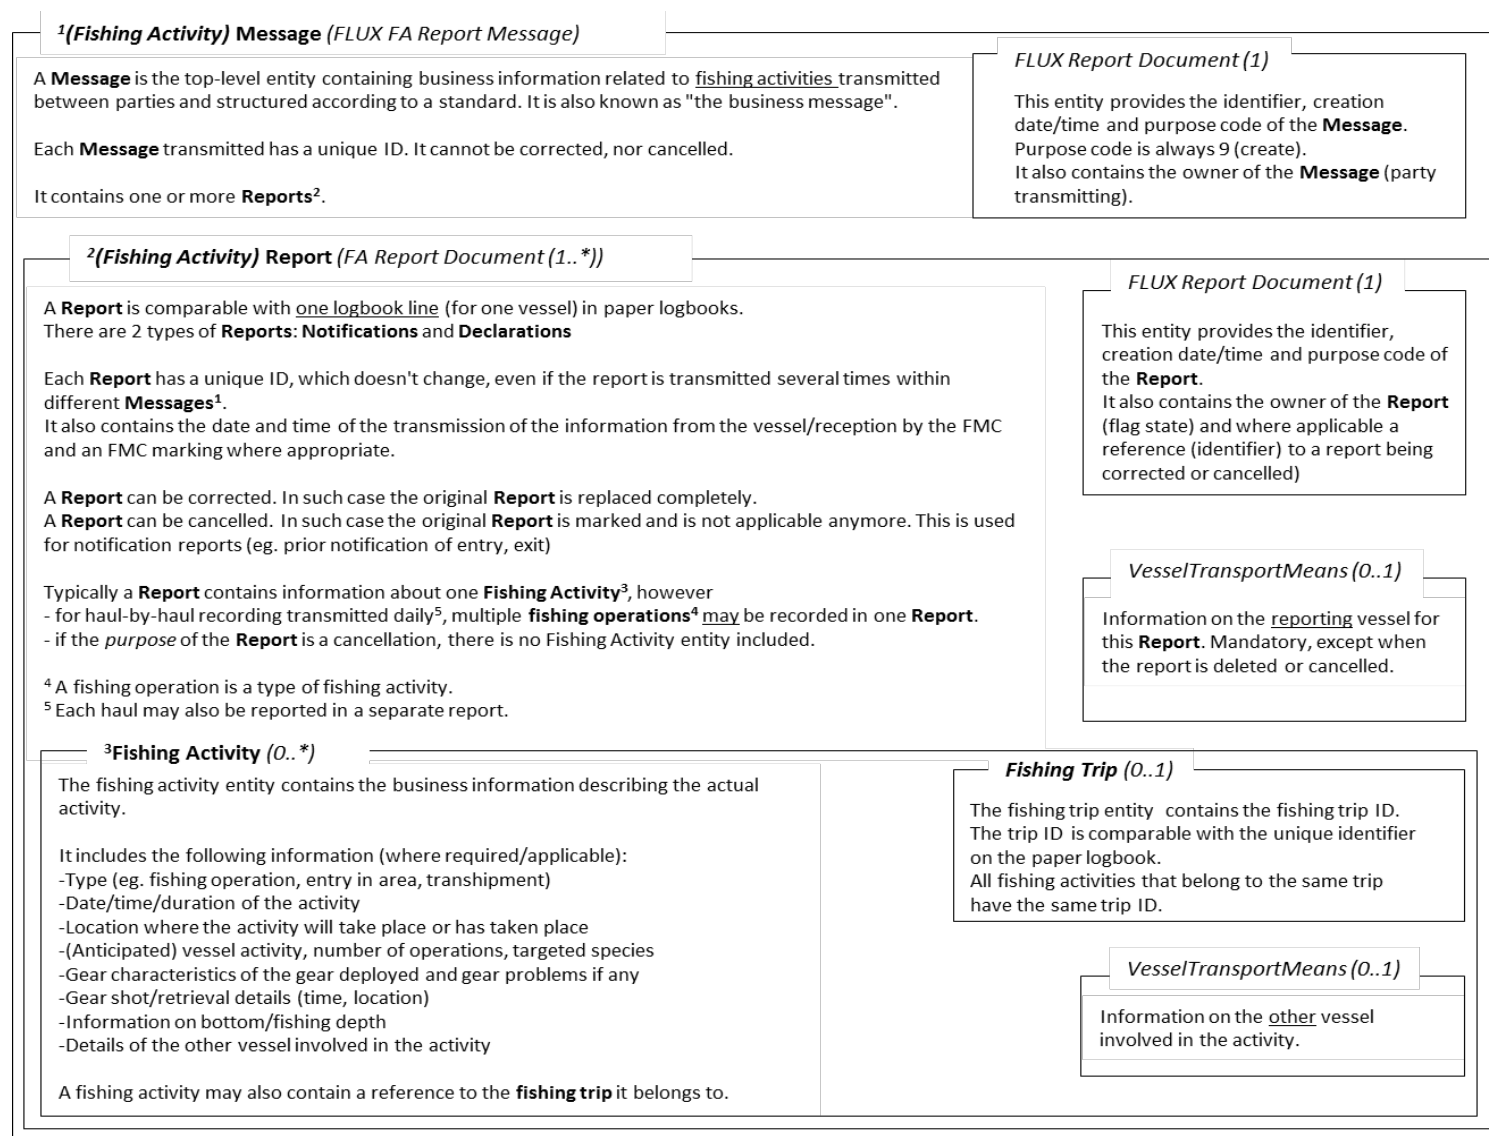 ¹(Fishing Activity) Message (FLUX FA Report Message)
A Message is the top-level entity containing business information related to fishing activities transmitted
between parties and structured according to a standard. It is also known as "the business message".
Each Message transmitted has a unique ID. It cannot be corrected, nor cancelled.
It contains one or more Reports².
FLUX Report Document (1)
This entity provides the identifier, creation
date/time and purpose code of the Message.
Purpose code is always 9 (create).
It also contains the owner of the Message (party
transmitting).
²(Fishing Activity) Report (FA Report Document (1..*))
A Report is comparable with one logbook line (for one vessel) in paper logbooks.
There are 2 types of Reports: Notifications and Declarations
Each Report has a unique ID, which doesn't change, even if the report is transmitted several times within
different Messages¹.
It also contains the date and time of the transmission of the information from the vessel/reception by the FMC
and an FMC marking where appropriate.
A Report can be corrected. In such case the original Report is replaced completely.
A Report can be cancelled. In such case the original Report is marked and is not applicable anymore. This is used
for notification reports (eg. prior notification of entry, exit)
Typically a Report contains information about one Fishing Activity³, however
- for haul-by-haul recording transmitted daily⁵, multiple fishing operations⁴ may be recorded in one Report.
- if the purpose of the Report is a cancellation, there is no Fishing Activity entity included.
⁴ A fishing operation is a type of fishing activity.
⁵ Each haul may also be reported in a separate report.
FLUX Report Document (1)
This entity provides the identifier,
creation date/time and purpose code of
the Report.
It also contains the owner of the Report
(flag state) and where applicable a
reference (identifier) to a report being
corrected or cancelled)
VesselTransportMeans (0..1)
Information on the reporting vessel for
this Report. Mandatory, except when
the report is deleted or cancelled.
³Fishing Activity (0..*)
The fishing activity entity contains the business information describing the actual
activity.
It includes the following information (where required/applicable):
-Type (eg. fishing operation, entry in area, transhipment)
-Date/time/duration of the activity
-Location where the activity will take place or has taken place
-(Anticipated) vessel activity, number of operations, targeted species
-Gear characteristics of the gear deployed and gear problems if any
-Gear shot/retrieval details (time, location)
-Information on bottom/fishing depth
-Details of the other vessel involved in the activity
A fishing activity may also contain a reference to the fishing trip it belongs to.
Fishing Trip (0..1)
The fishing trip entity contains the fishing trip ID.
The trip ID is comparable with the unique identifier
on the paper logbook.
All fishing activities that belong to the same trip
have the same trip ID.
VesselTransportMeans (0..1)
Information on the other vessel
involved in the activity.